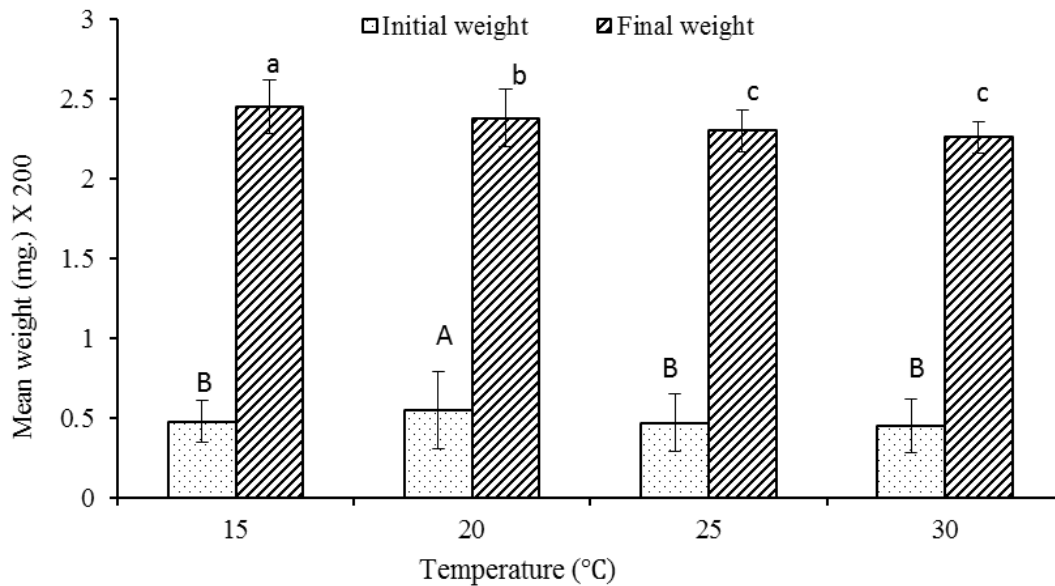 3
Initial weight Final weight
a
b
c
c
2.5
2
1.5
1
0.5
0
B
A
B
B
15 20 25 30
Temperature (°C)
Mean weight (mg.) X 200